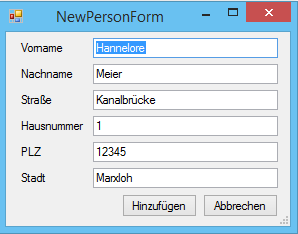 NewPersonForm
Vorname Hannelore
Nachname Meier
Straße Kanalbrücke
Hausnummer 1
PLZ 12345
Stadt Marxloh
Hinzufügen Abbrechen